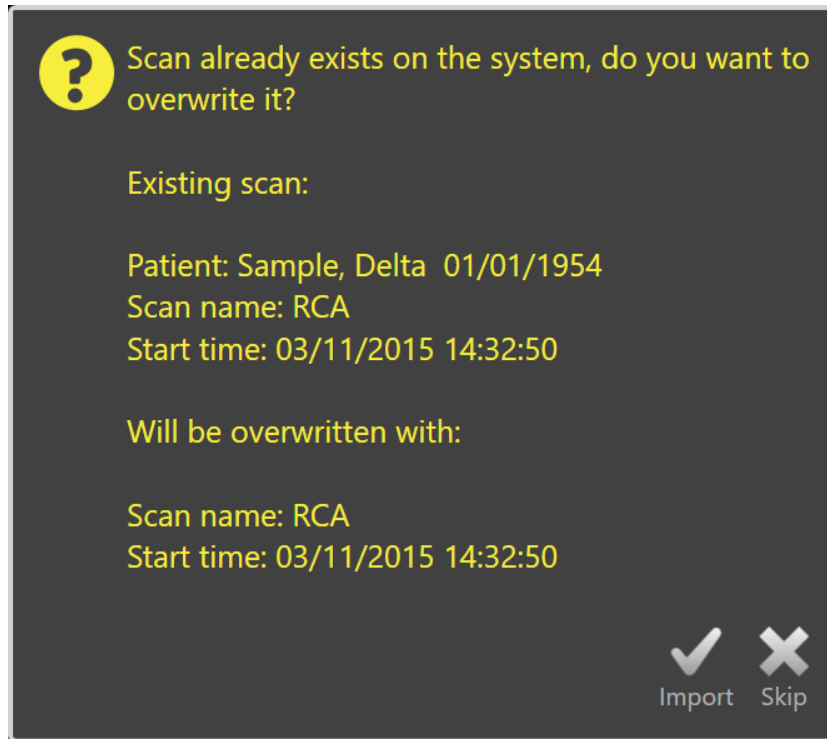 Scan already exists on the system, do you want to
overwrite it?
Existing scan:
Patient: Sample, Delta  01/01/1954
Scan name: RCA
Start time: 03/11/2015 14:32:50
Will be overwritten with:
Scan name: RCA
Start time: 03/11/2015 14:32:50
Import Skip